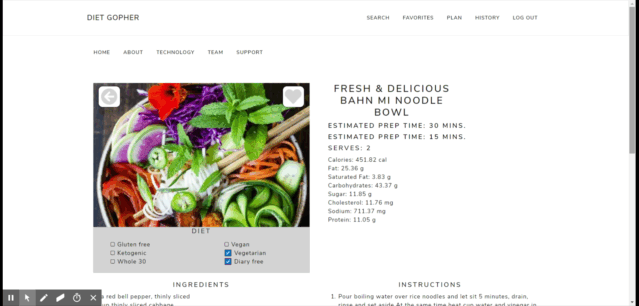 DIET GOPHER
SEARCH FAVORITES PLAN HISTORY LOG OUT
HOME ABOUT TECHNOLOGY TEAM SUPPORT
FRESH & DELICIOUS
BAHN MI NOODLE
BOWL
ESTIMATED PREP TIME: 30 MINS.
ESTIMATED PREP TIME: 15 MINS.
SERVES: 2
Calories: 451.82 cal
Fat: 25.36 g
Saturated Fat: 3.83 g
Carbohydrates: 43.37 g
Sugar: 11.85 g
Cholesterol: 11.76 mg
Sodium: 711.37 mg
Protein: 11.05 g
DIET
Gluten free
Vegan
Ketogenic
Vegetarian
Whole 30
Diary free
INGREDIENTS
a red bell pepper, thinly sliced
cup thinly sliced cabbage
INSTRUCTIONS
1. Pour boiling water over rice noodles and let sit 5 minutes, drain,
rinse and set aside At the same time heat cup water and vinegar in